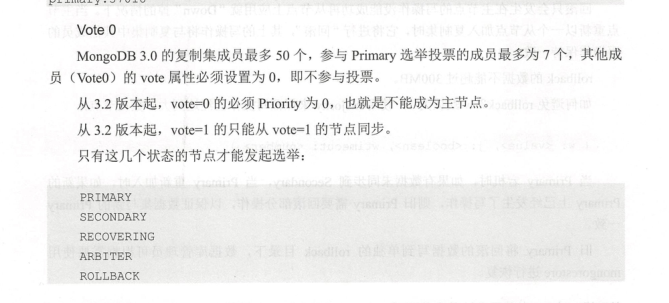 Vote 0
MongoDB 3.0 的复制集成员最多 50 个，参与 Primary 选举投票的成员最多为 7 个，其他成
员（Vote0）的 vote 属性必须设置为 0，即不参与投票。
从 3.2 版本起，vote=0 的必须 Priority 为 0，也就是不能成为主节点。
从 3.2 版本起，vote=1 的只能从 vote=1 的节点同步。
只有这几个状态的节点才能发起选举：
PRIMARY
SECONDARY
RECOVERING
ARBITER
ROLLBACK